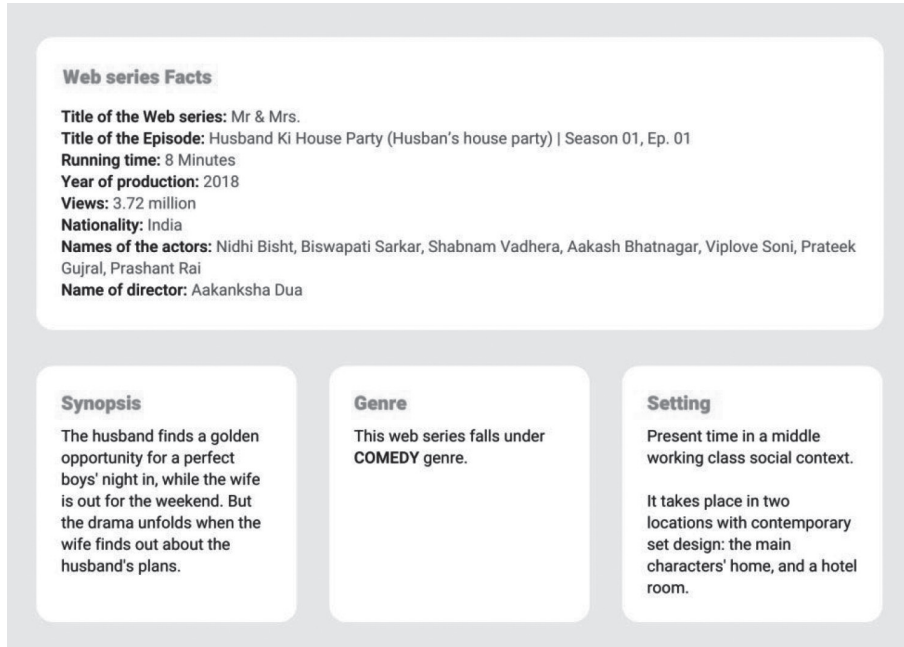 Web series Facts
Title of the Web series: Mr & Mrs.
Title of the Episode: Husband Ki House Party (Husban's house party) | Season 01, Ep. 01
Running time: 8 Minutes
Year of production: 2018
Views: 3.72 million
Nationality: India
Names of the actors: Nidhi Bisht, Biswapati Sarkar, Shabnam Vadhera, Aakash Bhatnagar, Viplove Soni, Prateek
Gujral, Prashant Rai
Name of director: Aakanksha Dua
Synopsis
The husband finds a golden
opportunity for a perfect
boys' night in, while the wife
is out for the weekend. But
the drama unfolds when the
wife finds out about the
husband's plans.
Genre
This web series falls under
COMEDY genre.
Setting
Present time in a middle
working class social context.
It takes place in two
locations with contemporary
set design: the main
characters' home, and a hotel
room.